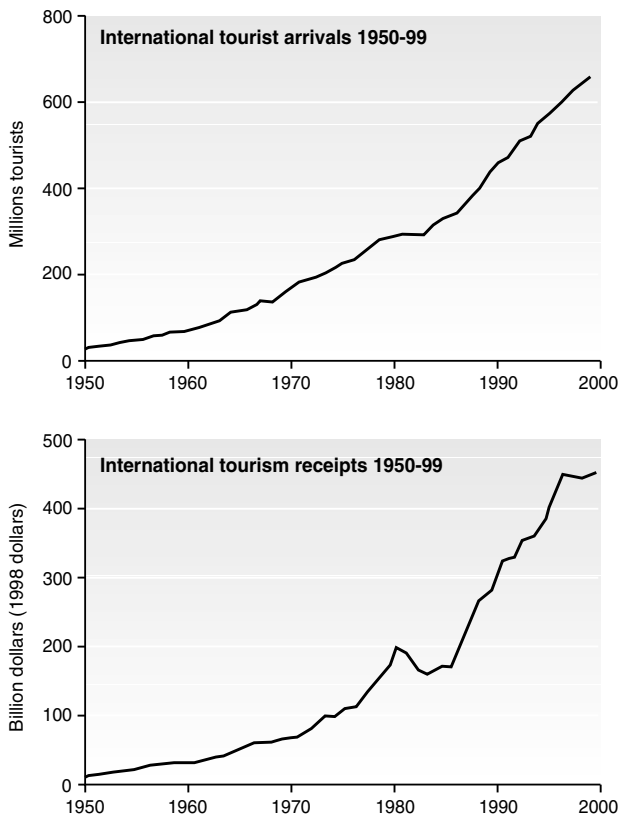 International tourist arrivals 1950-99
Millions tourists
800
600
400
200
0
1950 1960 1970 1980 1990 2000
International tourism receipts 1950-99
Billion dollars (1998 dollars)
500
400
300
200
100
0
1950 1960 1970 1980 1990 2000